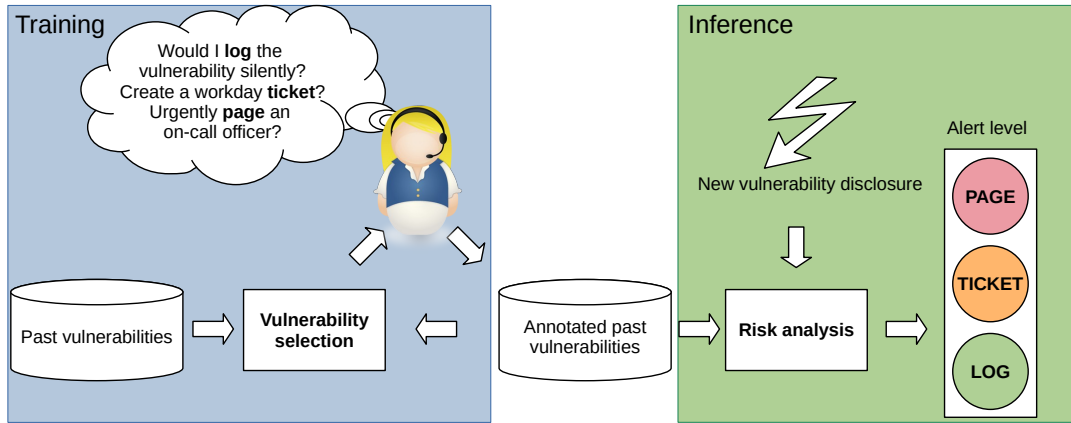 Training
Would I log the
vulnerability silently?
Create a workday ticket?
Urgently page an
on-call officer?
Past vulnerabilities
Vulnerability
selection
Annotated past
vulnerabilities
Inference
New vulnerability disclosure
Risk analysis
Alert level
PAGE
TICKET
LOG